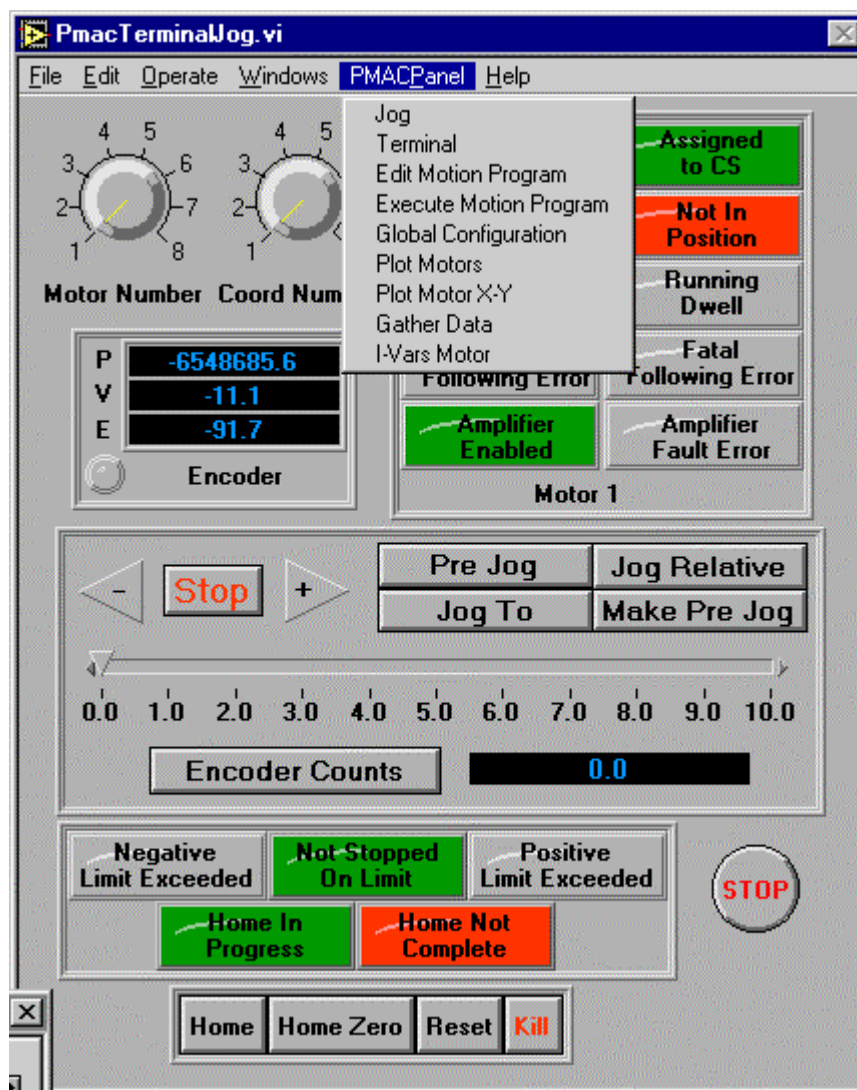 PmacTerminalJog.vi
File Edit Operate Windows PMACPanel Help
Jog
Terminal
Edit Motion Program
Execute Motion Program
Global Configuration
Plot Motors
Plot Motor X-Y
Gather Data
I-Vars Motor
4 5
3 6
2 7
1 8
Motor Number
4 5
3
2
1
Coord Num
Assigned
to CS
Not In
Position
Running
Dwell
Following Error
Fatal
Following Error
Amplifier
Enabled
Amplifier
Fault Error
Motor 1
P -6548685.6
V -11.1
E -91.7
Encoder
- Stop +
Pre Jog Jog Relative
Jog To Make Pre Jog
0.0 1.0 2.0 3.0 4.0 5.0 6.0 7.0 8.0 9.0 10.0
Encoder Counts 0.0
Negative
Limit Exceeded
Not Stopped
On Limit
Positive
Limit Exceeded
Home In
Progress
Home Not
Complete
STOP
Home Home Zero Reset Kill